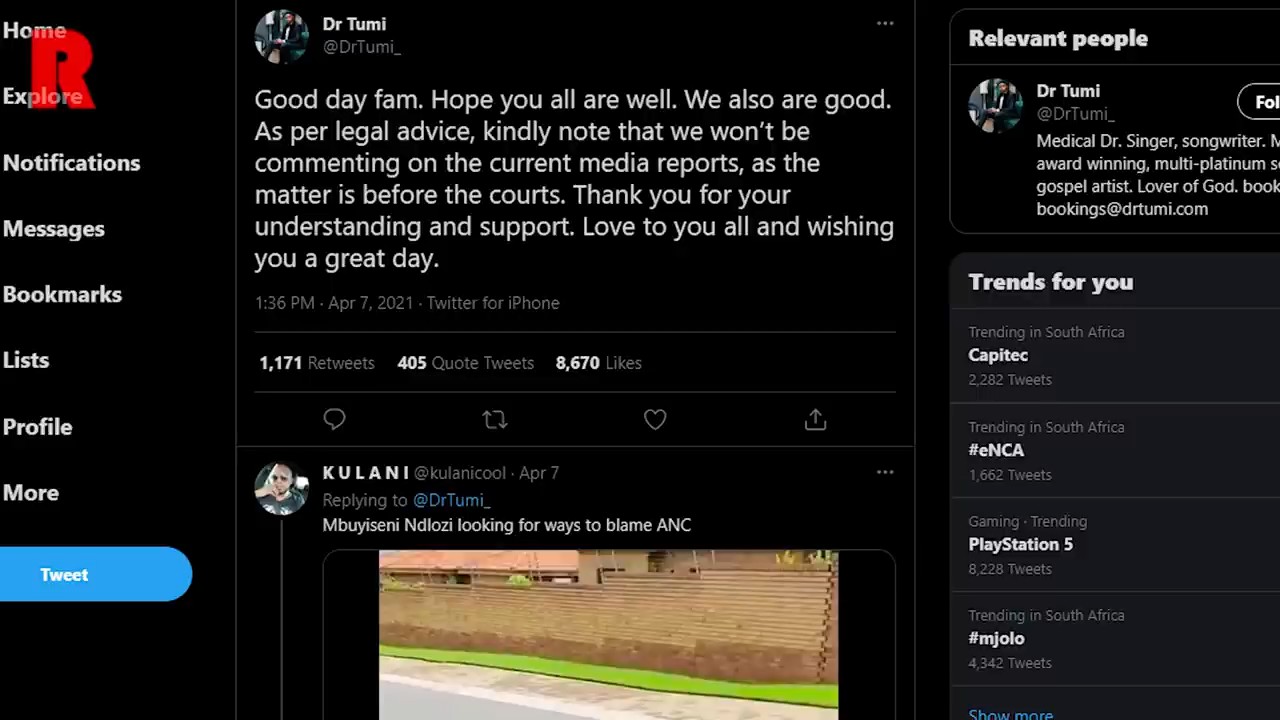 Home
R
Explore
Notifications
Messages
Bookmarks
Lists
Profile
More
Tweet
Dr Tumi
@DrTumi_
Good day fam. Hope you all are well. We also are good.
As per legal advice, kindly note that we won’t be
commenting on the current media reports, as the
matter is before the courts. Thank you for your
understanding and support. Love to you all and wishing
you a great day.
1:36 PM · Apr 7, 2021 · Twitter for iPhone
1,171 Retweets 405 Quote Tweets 8,670 Likes
K U L A N I @kulanicool · Apr 7
Replying to @DrTumi_
Mbuyiseni Ndlozi looking for ways to blame ANC
Relevant people
Dr Tumi
@DrTumi_
Fol
Medical Dr. Singer, songwriter. M
award winning, multi-platinum s
gospel artist. Lover of God. book
bookings@drtumi.com
Trends for you
Trending in South Africa
Capitec
2,282 Tweets
Trending in South Africa
#eNCA
1,662 Tweets
Gaming · Trending
PlayStation 5
8,228 Tweets
Trending in South Africa
#mjolo
4,342 Tweets
Show more